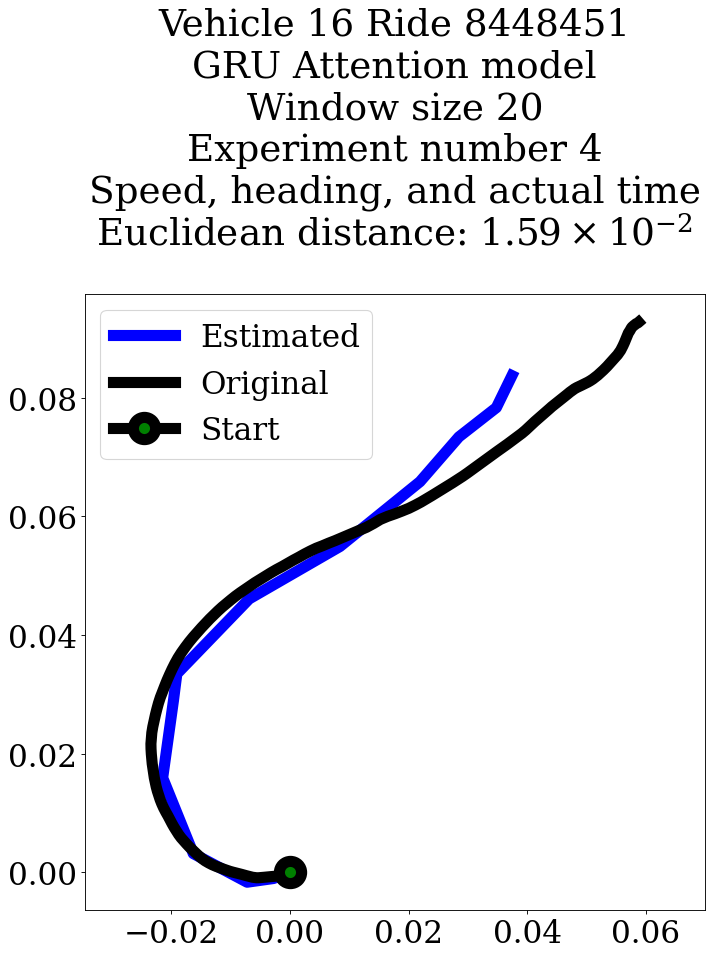 Vehicle 16 Ride 8448451
GRU Attention model
Window size 20
Experiment number 4
Speed, heading, and actual time
Euclidean distance: 1.59 × 10⁻²
Estimated
Original
Start
0.08
0.06
0.04
0.02
0.00
−0.02 0.00 0.02 0.04 0.06